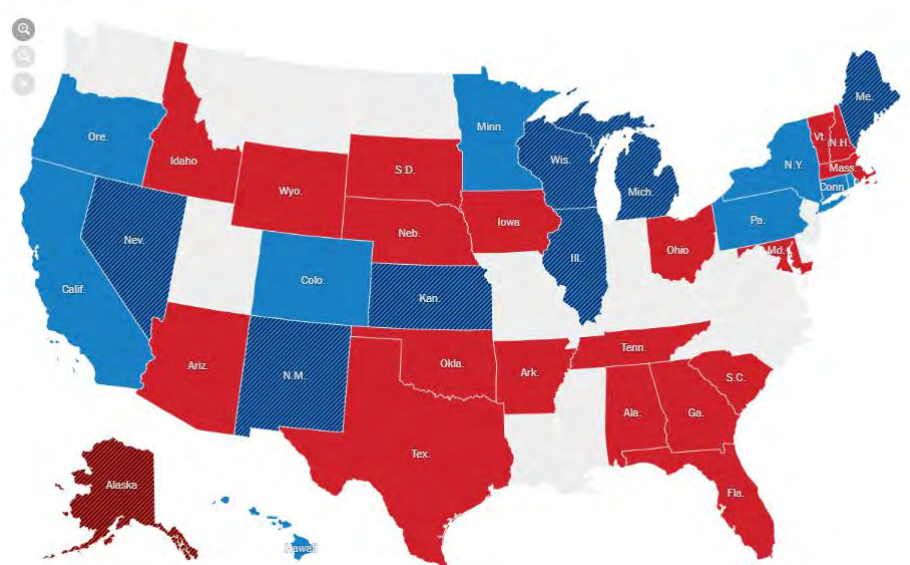 Me.
Minn.
Ore.
Vt.
N.H.
Wis.
N.Y.
Idaho
Mass.
S.D.
Conn.
Wyo.
Mich.
Pa.
Iowa
Neb.
Nev.
Ohio
Md.
Ill.
Colo.
Calif.
Kan.
Tenn.
Okla.
Ariz.
Ark.
N.M.
S.C.
Ala.
Ga.
Tex.
Alaska
Fla.
Hawaii